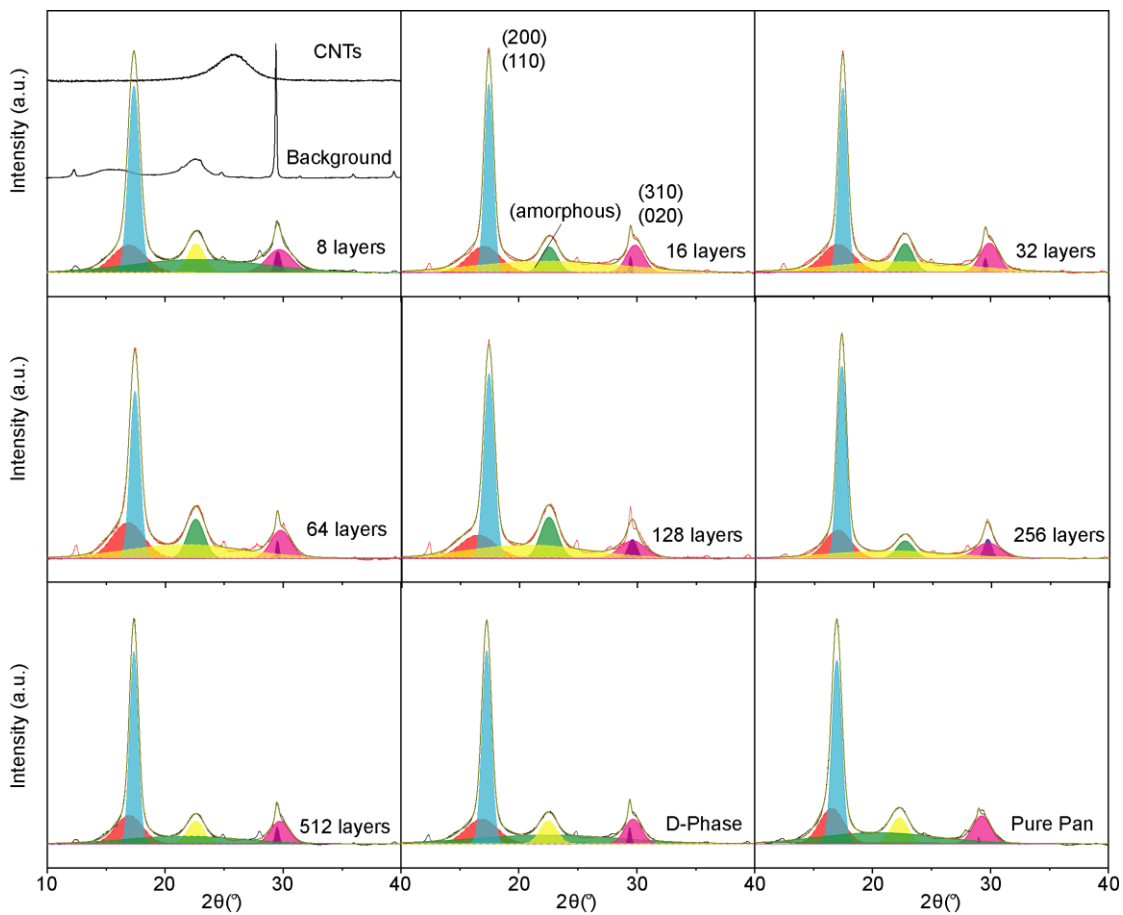 Intensity (a.u.)
CNTs
Background
8 layers
(200)
(110)
(amorphous)
(310)
(020)
16 layers
32 layers
Intensity (a.u.)
64 layers
128 layers
256 layers
Intensity (a.u.)
512 layers
D-Phase
Pure Pan
10 20 30 40 20 30 40 20 30 40
2θ(°) 2θ(°) 2θ(°)